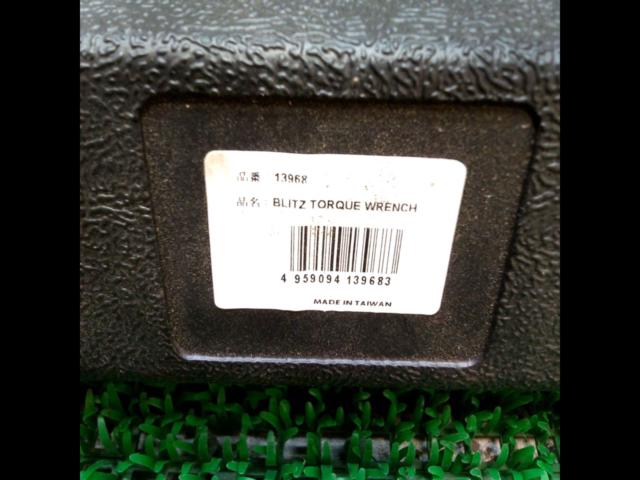 品番 13968
品名: BLITZ TORQUE WRENCH
4 959094 139683
MADE IN TAIWAN